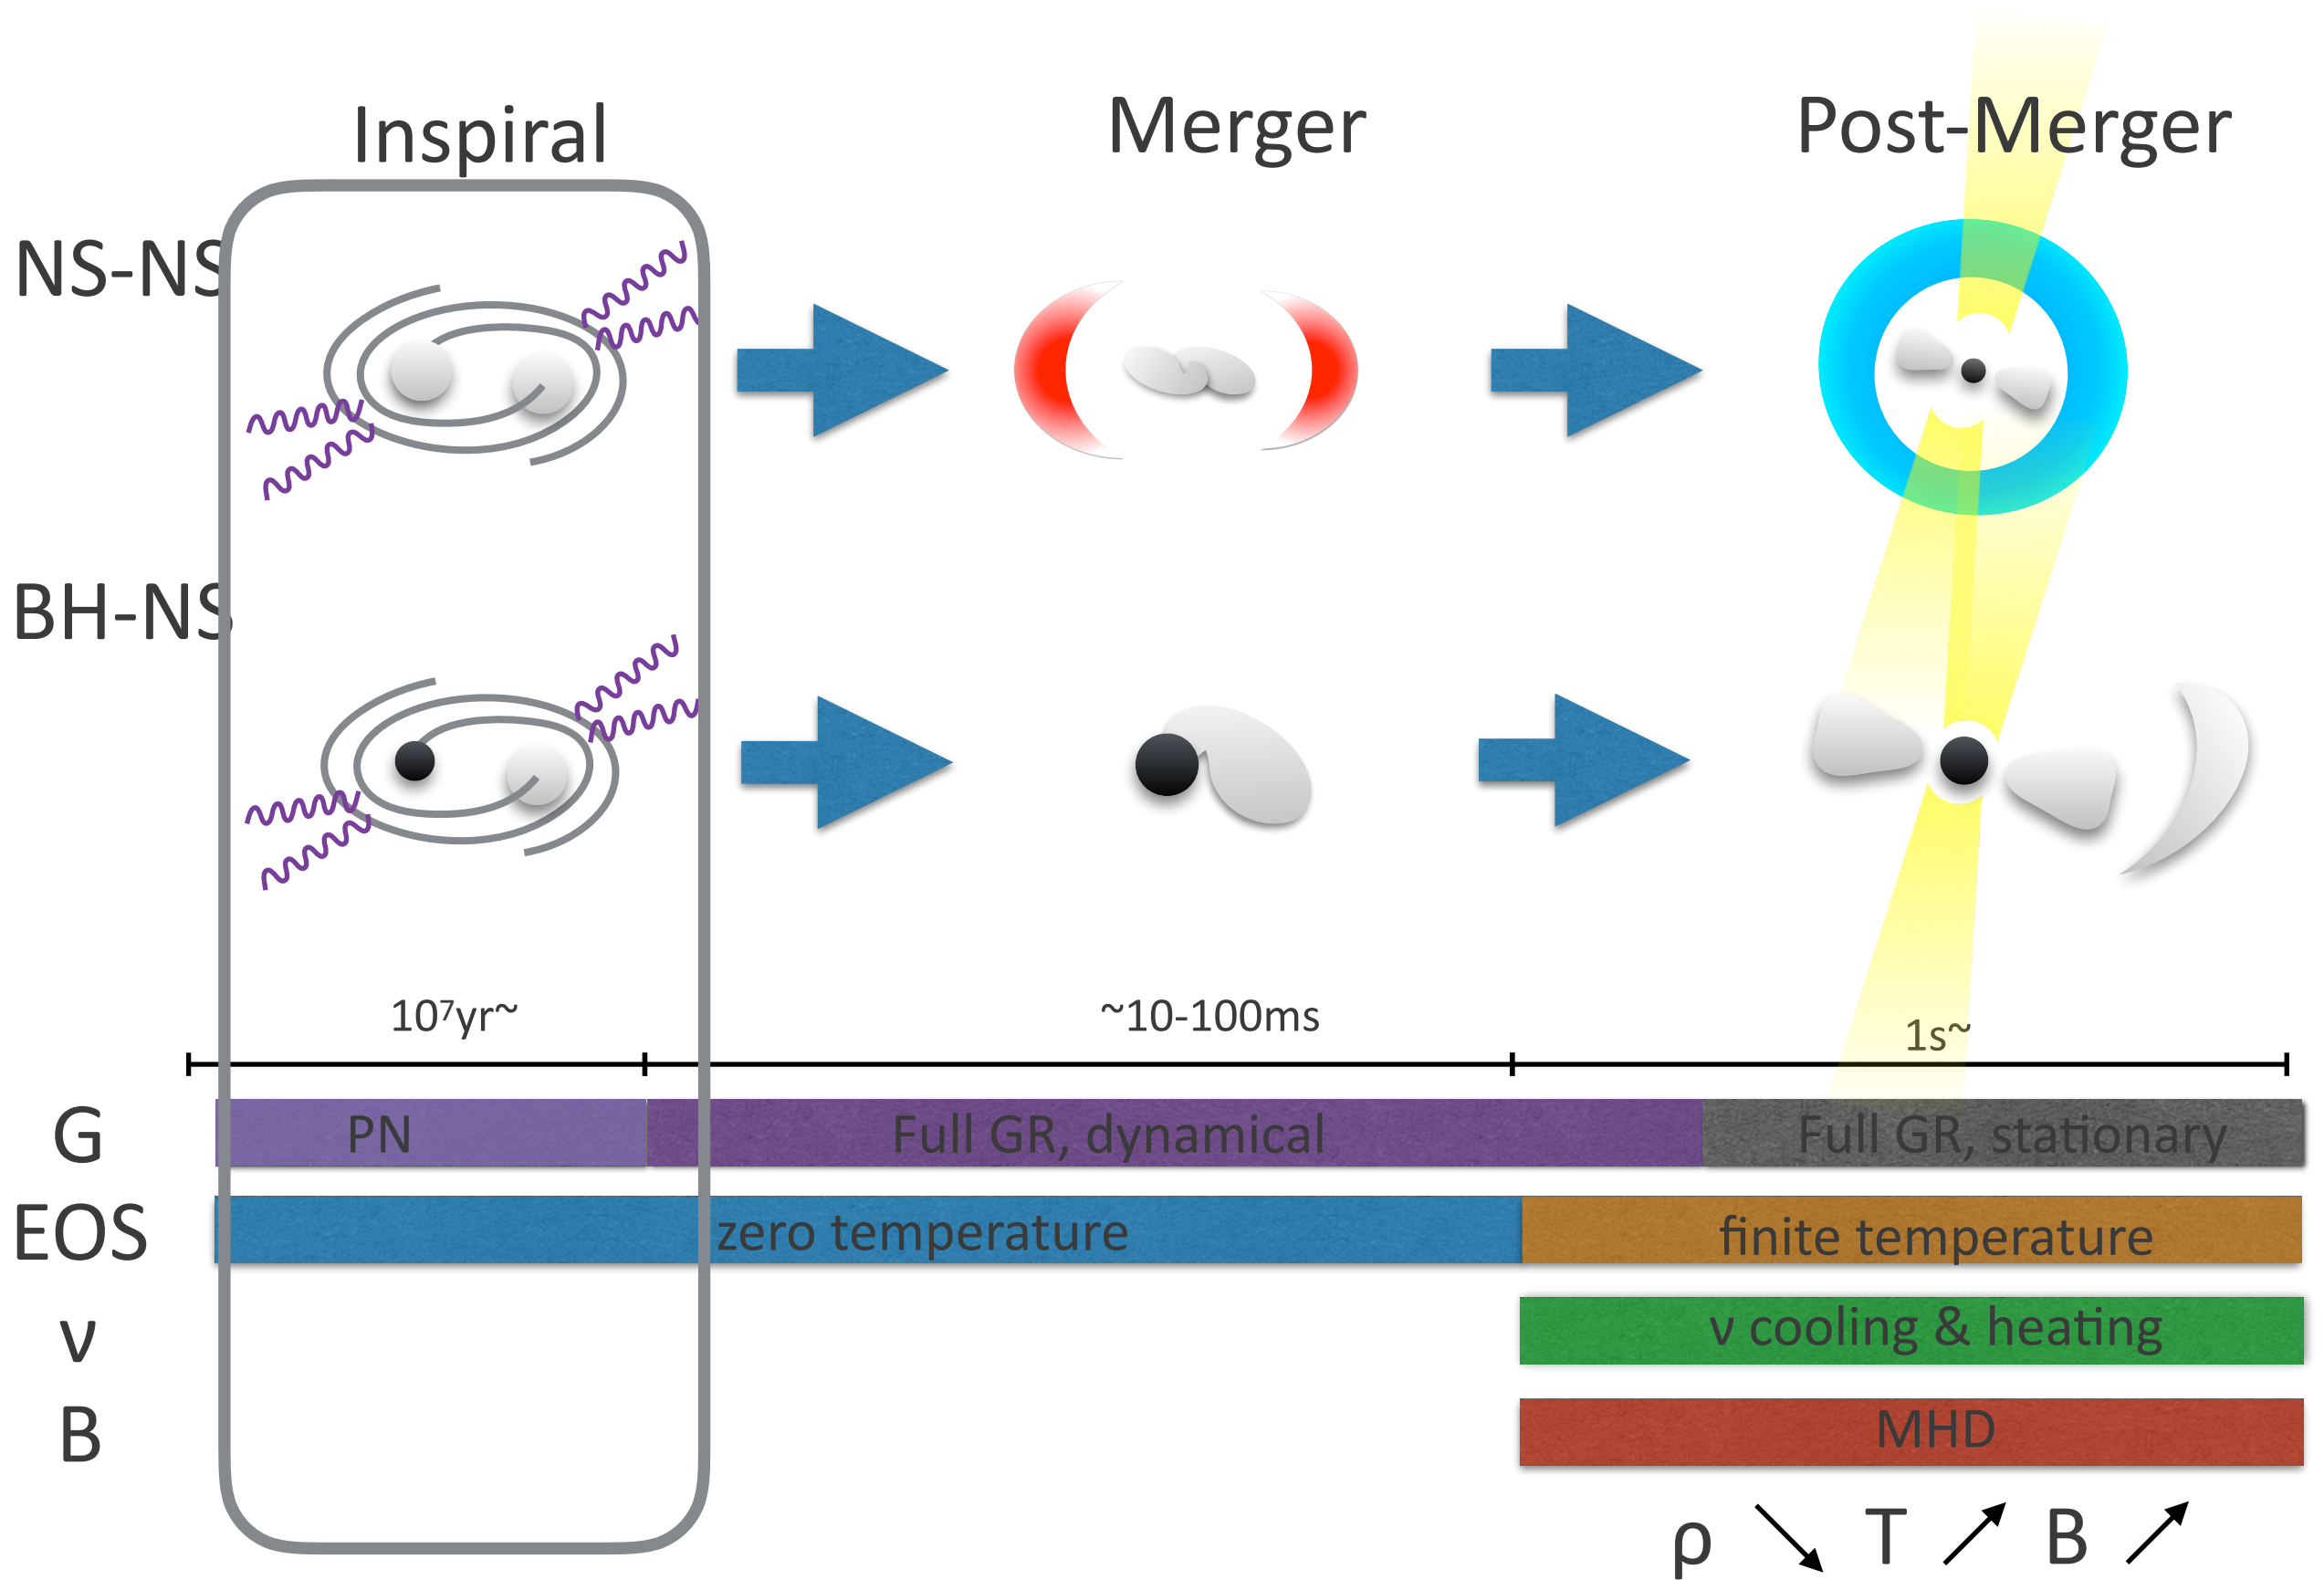 Inspiral
Merger
Post-Merger
NS-NS
BH-NS
10⁷yr~
~10-100ms
1s~
G
PN
Full GR, dynamical
Full GR, stationary
EOS
zero temperature
finite temperature
ν
ν cooling & heating
B
MHD
ρ ↘ T ↗ B ↗